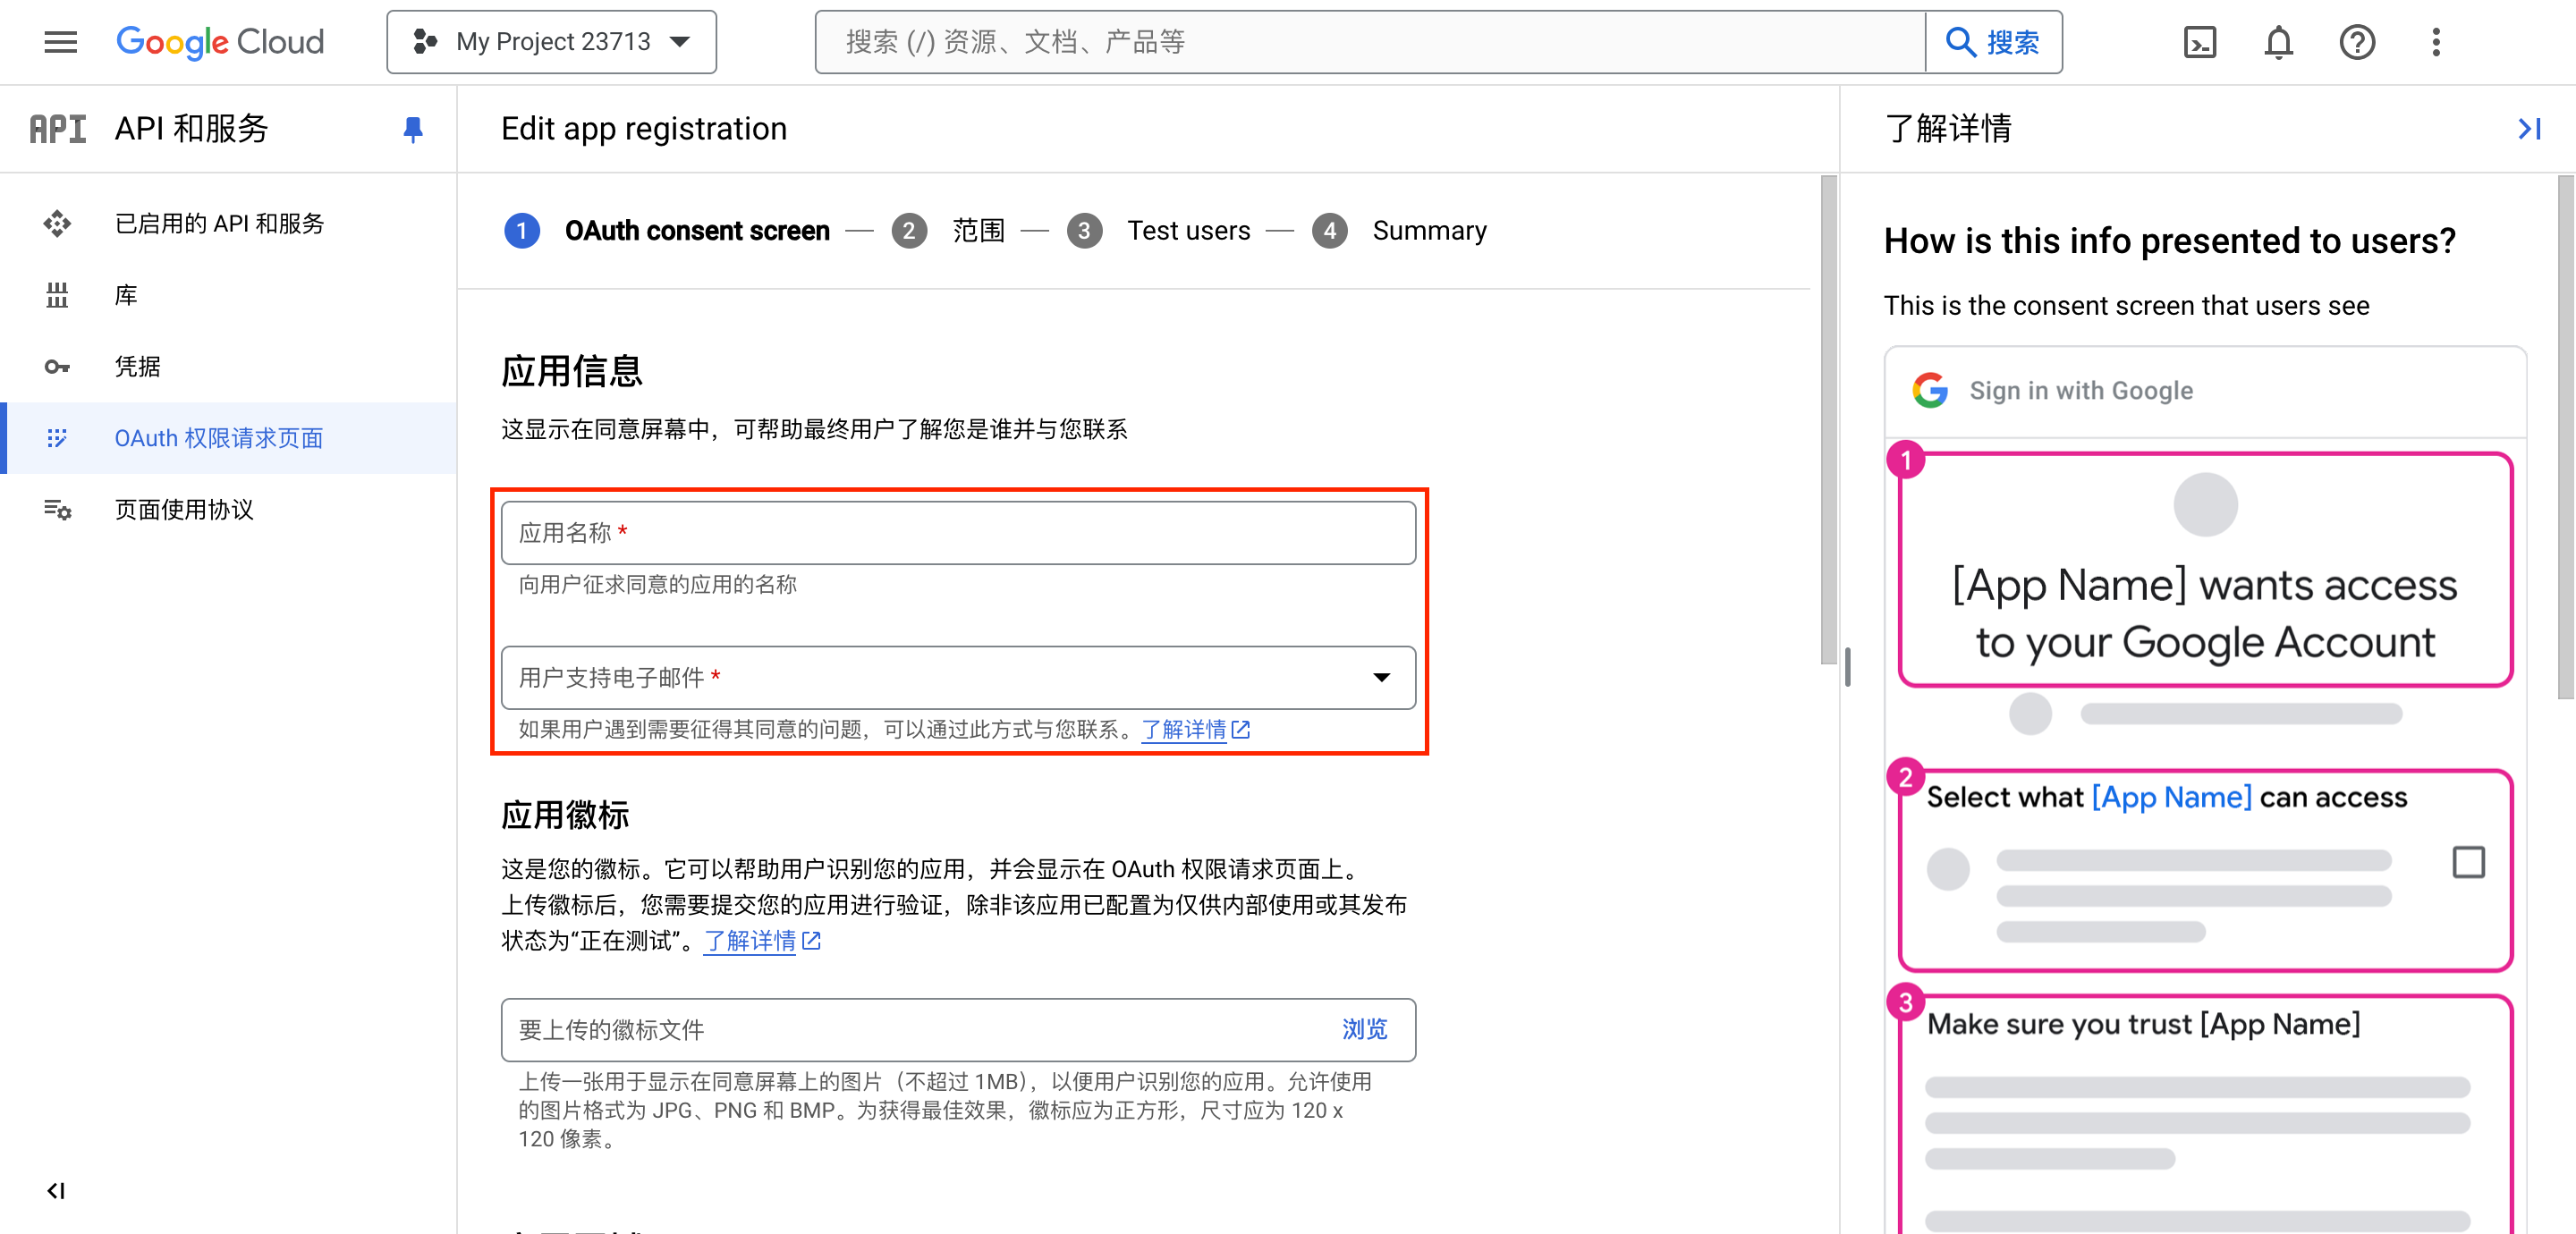 Google Cloud
My Project 23713
搜索 (/) 资源、文档、产品等
搜索
API
API 和服务
已启用的 API 和服务
库
凭据
OAuth 权限请求页面
页面使用协议
Edit app registration
1 OAuth consent screen — 2 范围 — 3 Test users — 4 Summary
应用信息
这显示在同意屏幕中，可帮助最终用户了解您是谁并与您联系
应用名称 *
向用户征求同意的应用的名称
用户支持电子邮件 *
如果用户遇到需要征得其同意的问题，可以通过此方式与您联系。了解详情
应用徽标
这是您的徽标。它可以帮助用户识别您的应用，并会显示在 OAuth 权限请求页面上。
上传徽标后，您需要提交您的应用进行验证，除非该应用已配置为仅供内部使用或其发布
状态为“正在测试”。了解详情
要上传的徽标文件
浏览
上传一张用于显示在同意屏幕上的图片（不超过 1MB），以便用户识别您的应用。允许使用
的图片格式为 JPG、PNG 和 BMP。为获得最佳效果，徽标应为正方形，尺寸应为 120 x
120 像素。
了解详情
How is this info presented to users?
This is the consent screen that users see
Sign in with Google
1
[App Name] wants access
to your Google Account
2
Select what [App Name] can access
3
Make sure you trust [App Name]